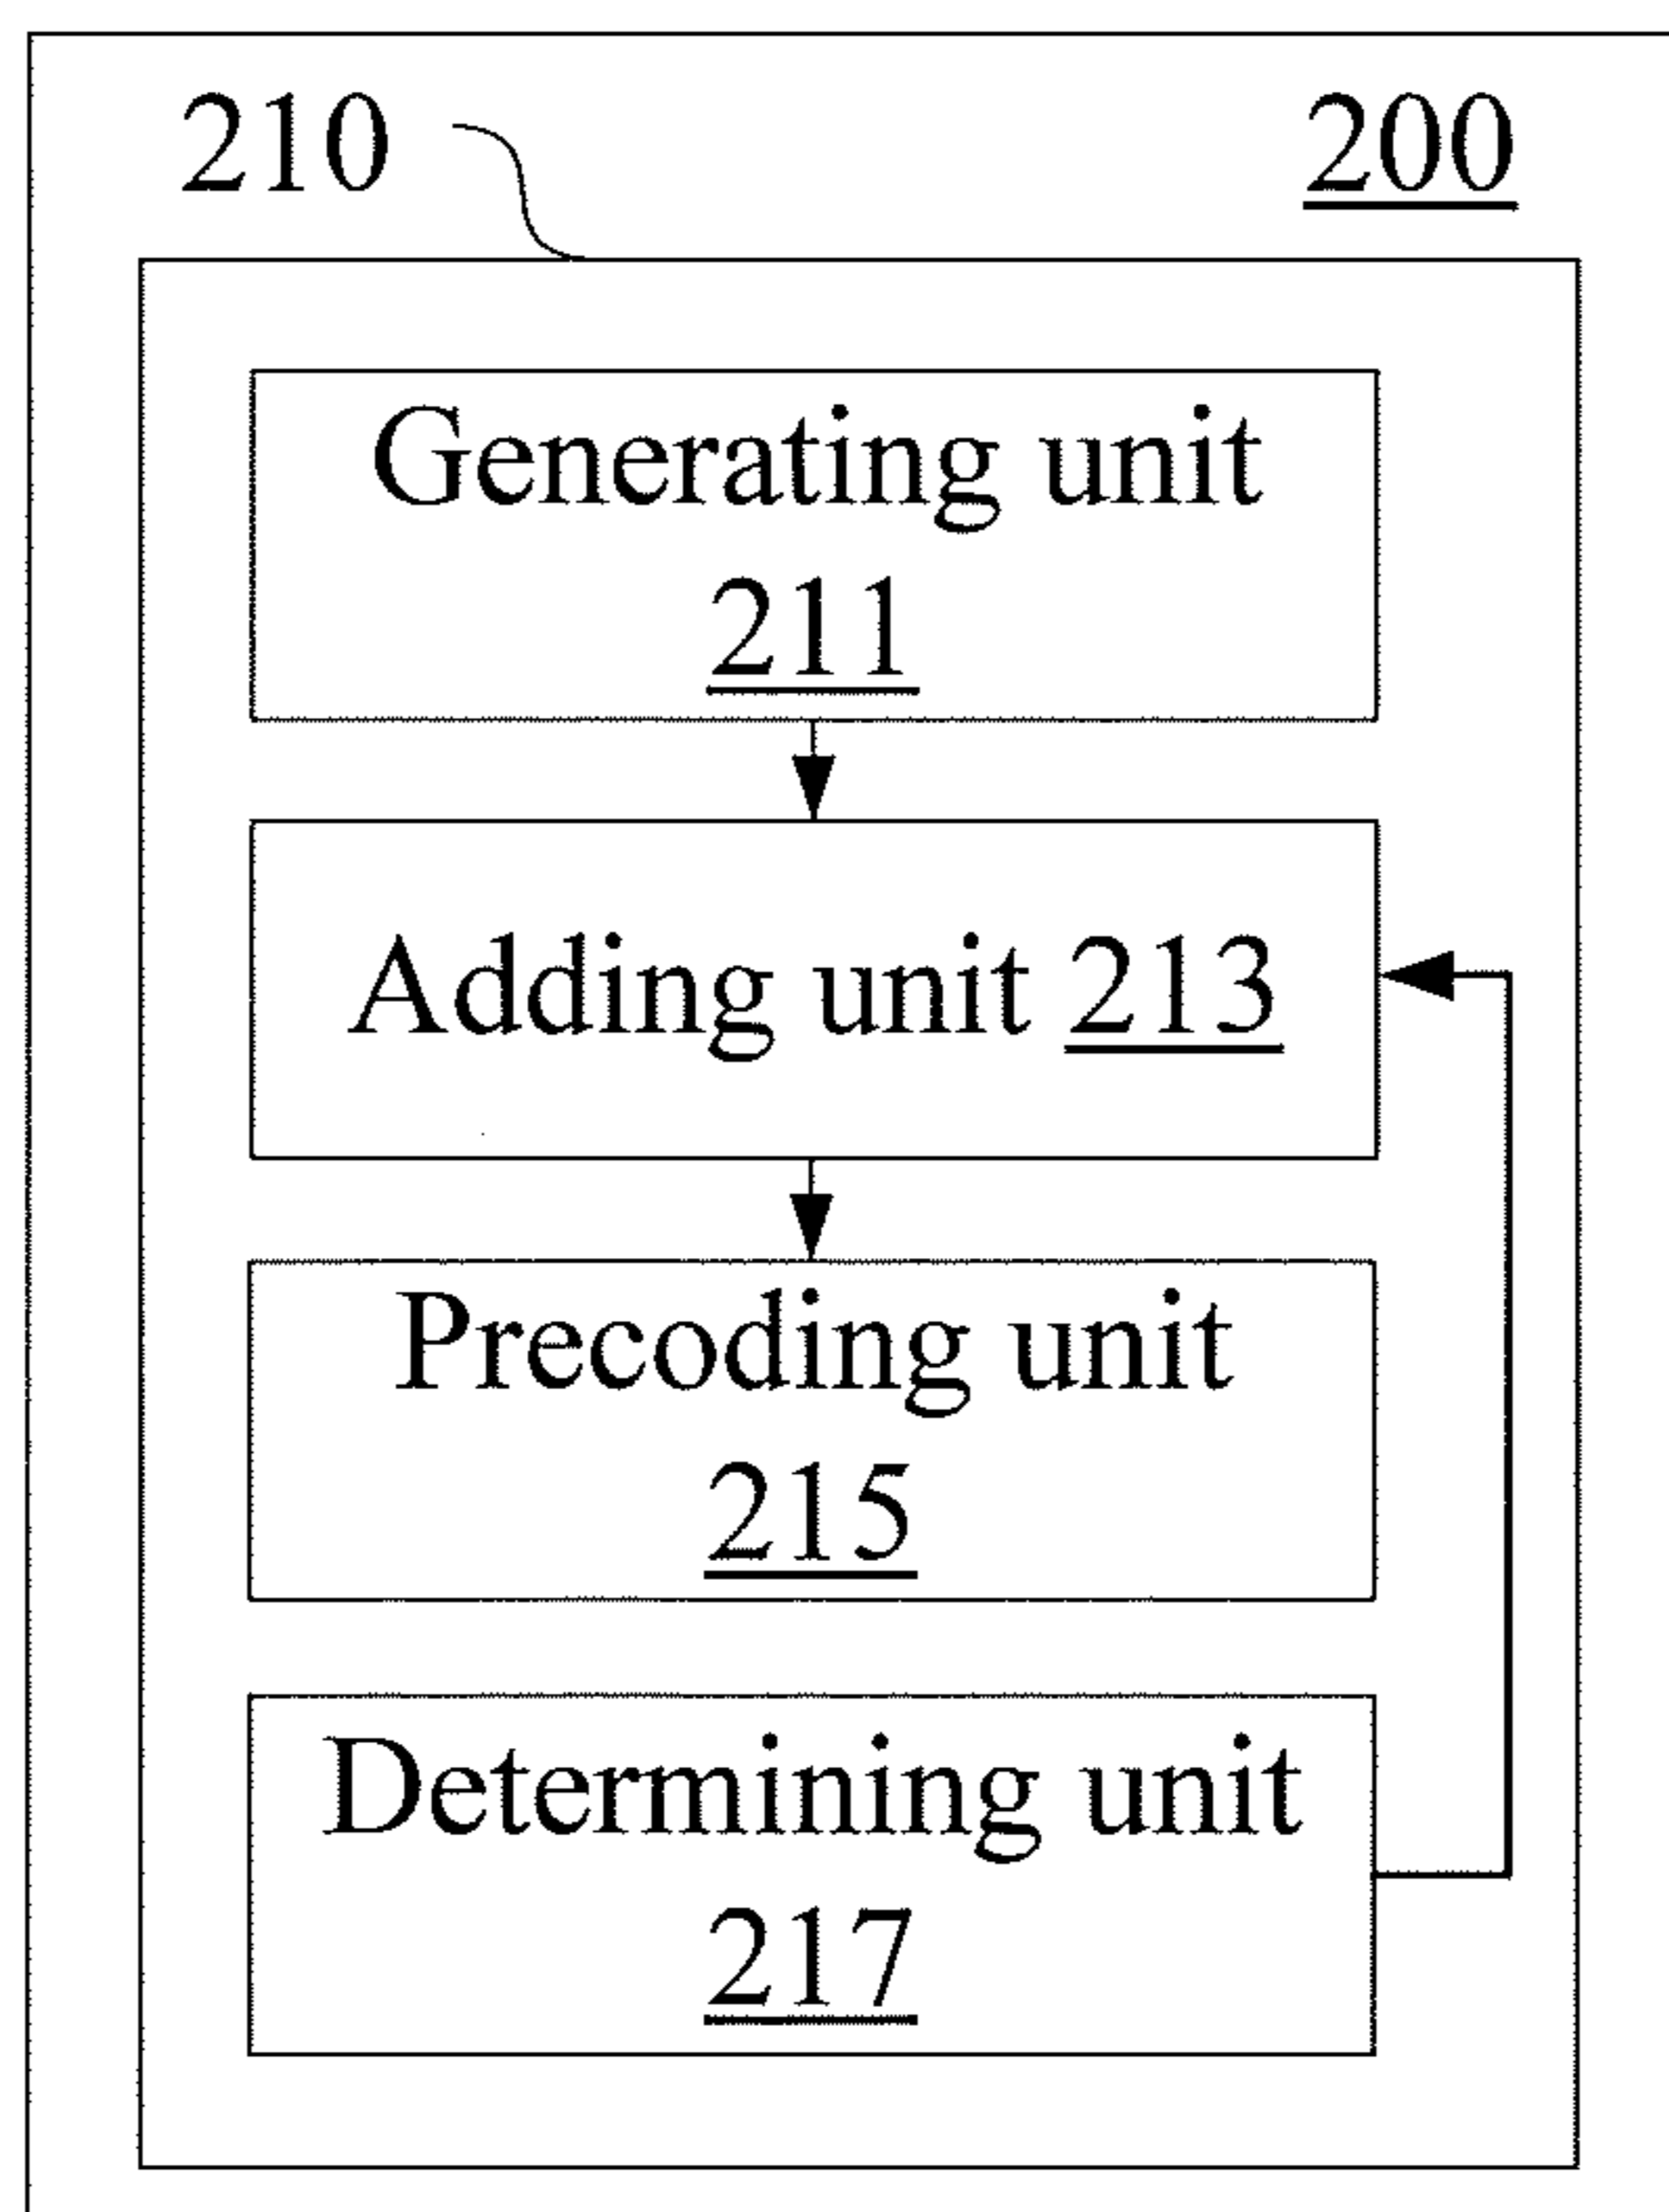 210 200
Generating unit
211
Adding unit 213
Precoding unit
215
Determining unit
217